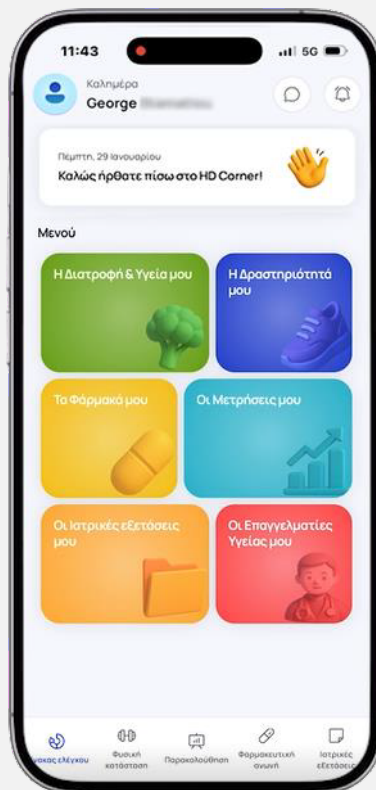 11:43
5G
Καλημέρα
George
Πέμπτη, 29 Ιανουαρίου
Καλώς ήρθατε πίσω στο HD Corner!
Μενού
Η Διατροφή & Υγεία μου
Η Δραστηριότητά
μου
Τα Φάρμακά μου
Οι Μετρήσεις μου
Οι Ιατρικές εξετάσεις
μου
Οι Επαγγελματίες
Υγείας μου
νακας ελέγχου
Φυσική
κατάσταση
Παρακολούθηση
Φαρμακευτική
αγωγή
Ιατρικές
εξετάσεις